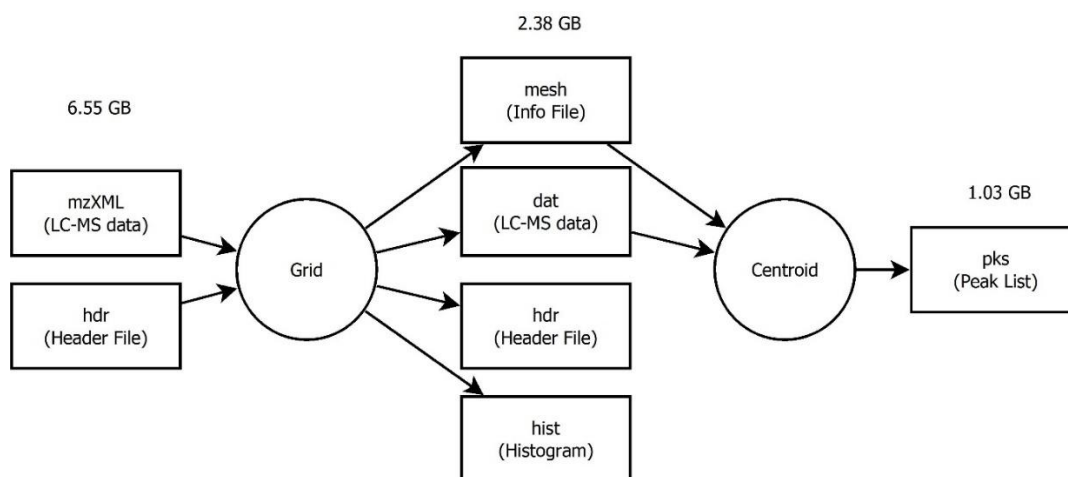 6.55 GB
mzXML
(LC-MS data)
hdr
(Header File)
Grid
2.38 GB
mesh
(Info File)
dat
(LC-MS data)
hdr
(Header File)
hist
(Histogram)
Centroid
1.03 GB
pks
(Peak List)